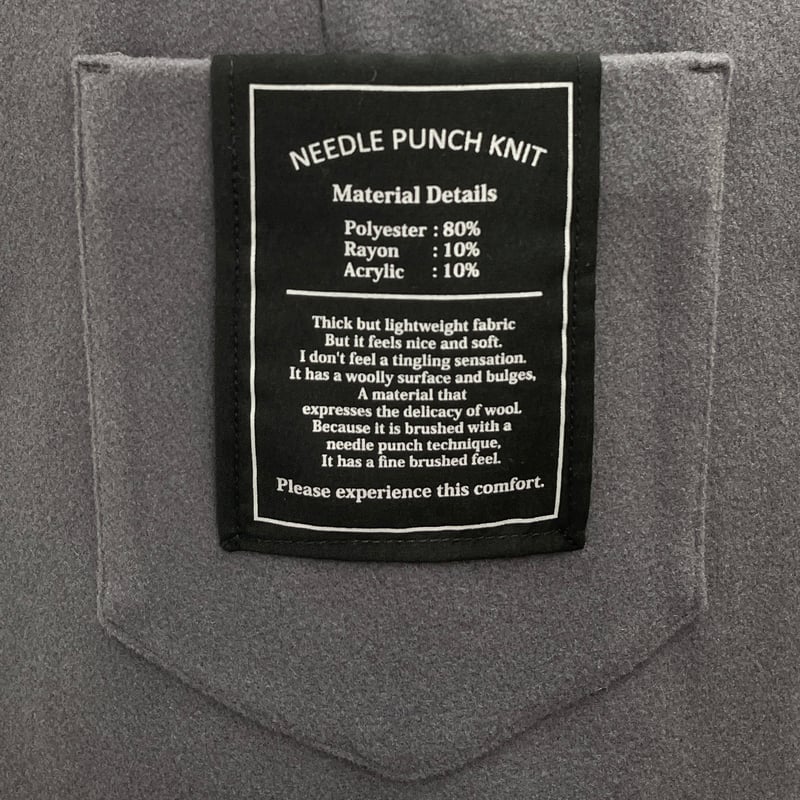 NEEDLE PUNCH KNIT
Material Details
Polyester : 80%
Rayon : 10%
Acrylic : 10%
Thick but lightweight fabric
But it feels nice and soft.
I don't feel a tingling sensation.
It has a woolly surface and bulges,
A material that
expresses the delicacy of wool.
Because it is brushed with a
needle punch technique,
It has a fine brushed feel.
Please experience this comfort.